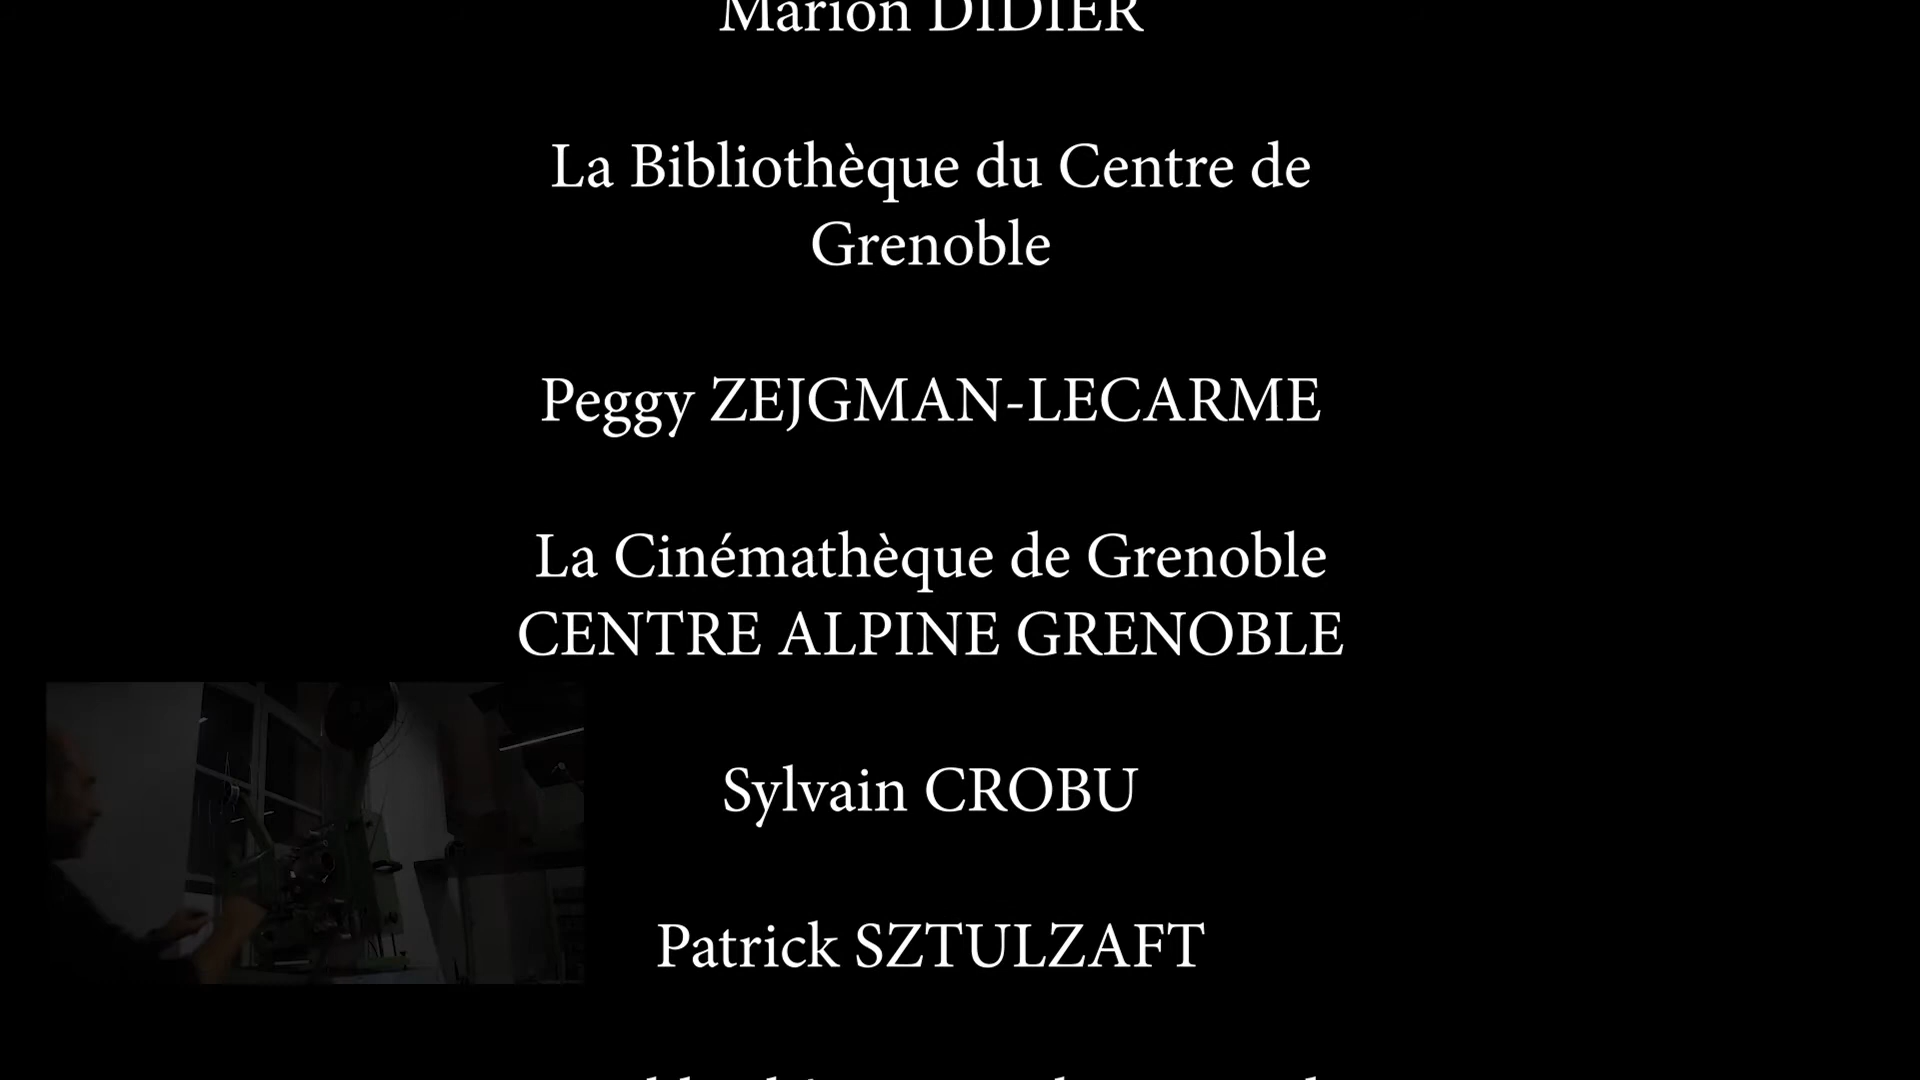 Marion DIDIER
La Bibliothèque du Centre de
Grenoble
Peggy ZEJGMAN-LECARME
La Cinémathèque de Grenoble
CENTRE ALPINE GRENOBLE
Sylvain CROBU
Patrick SZTULZAFT